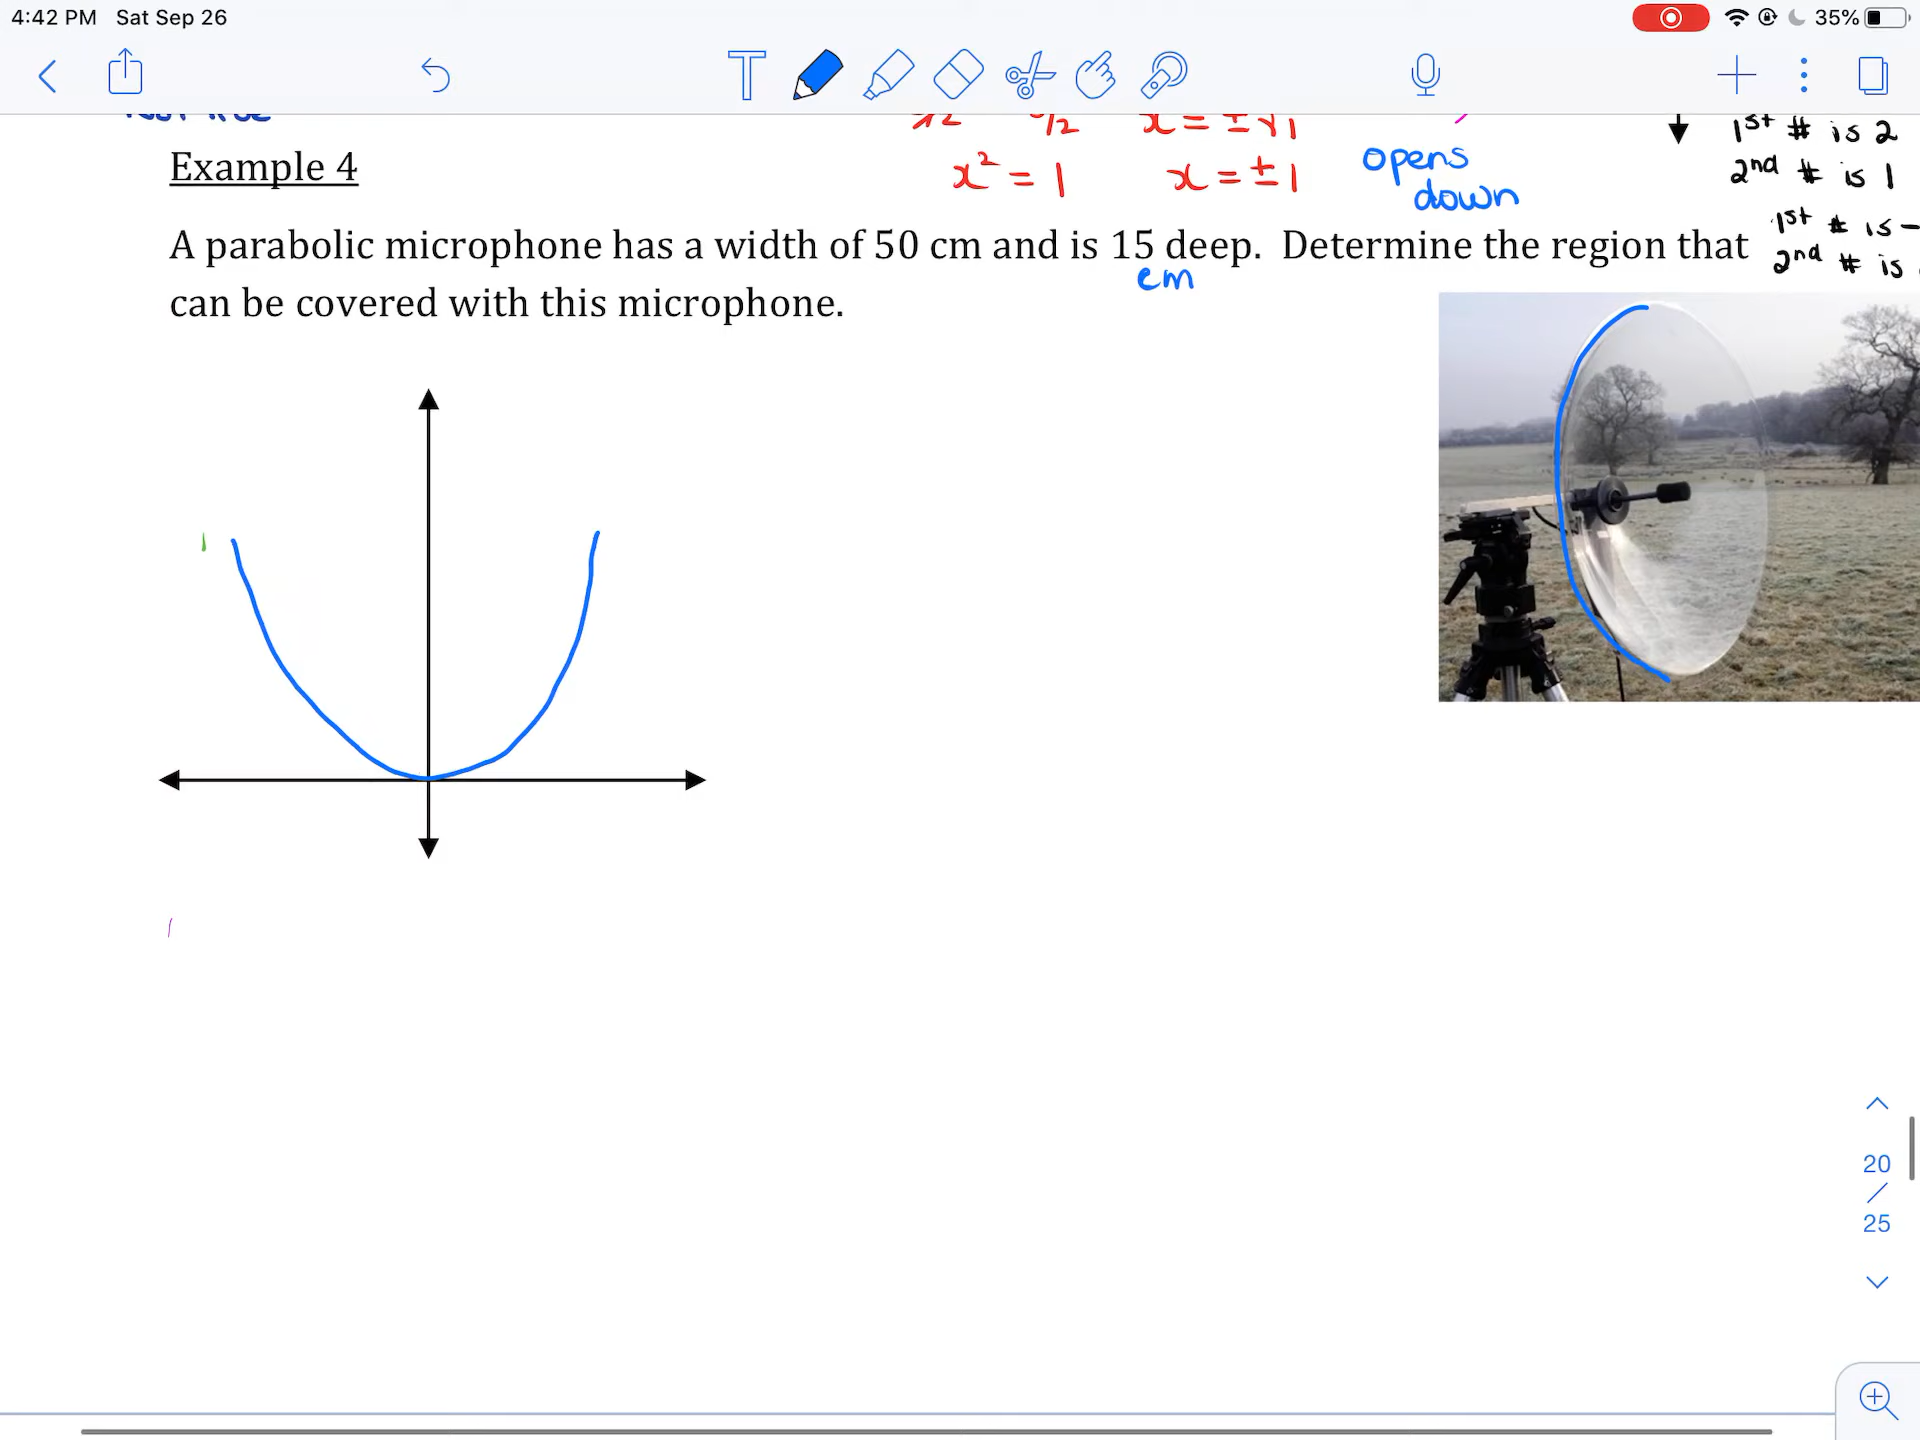 4:42 PM Sat Sep 26
35%
T
x = ± √1
1st # is 2
Example 4
x² = 1
x = ± 1
opens
down
2nd # is 1
1st # is -
A parabolic microphone has a width of 50 cm and is 15 deep. Determine the region that
2nd # is
cm
can be covered with this microphone.
20
/
25